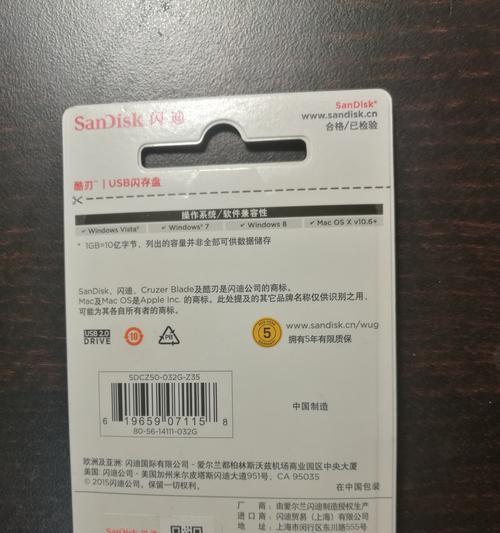 SanDisk 闪迪
SanDisk®
www.sandisk.cn
合格/已检验
酷刃™ | USB闪存盘
操作系统/软件兼容性
✓ Windows Vista® ✓ Windows® 7 ✓ Windows® 8 ✓ Mac OS X v10.6+
* 1GB=10亿字节，列出的容量并非全部可供数据储存
SanDisk、闪迪、Cruzer Blade及酷刃是闪迪公司的商标。
Mac及Mac OS是Apple Inc. 的商标。此处提及的其它品牌名称仅供识别之用，
可能为其各自所有者的商标。
USB 2.0
DRIVE
10
PB
5
www.sandisk.cn/wug
拥有5年有限质保
SDCZ50-032G-Z35
6 19659 07115 8
80-56-14111-032G
中国制造
欧洲及亚洲: 闪迪国际有限公司 - 爱尔兰都柏林斯沃兹机场商业园区中央大厦
美国: 闪迪公司 - 美国加州米尔皮塔斯闪迪大道951号，CA 95035
© 2015闪迪公司。保留一切权利。
在中国包装
SanDisk
厂 商: 由爱尔兰闪迪制造授权生产
进口商: 闪迪贸易（上海）有限公司
地 址: 上海市闵行区东川路555号